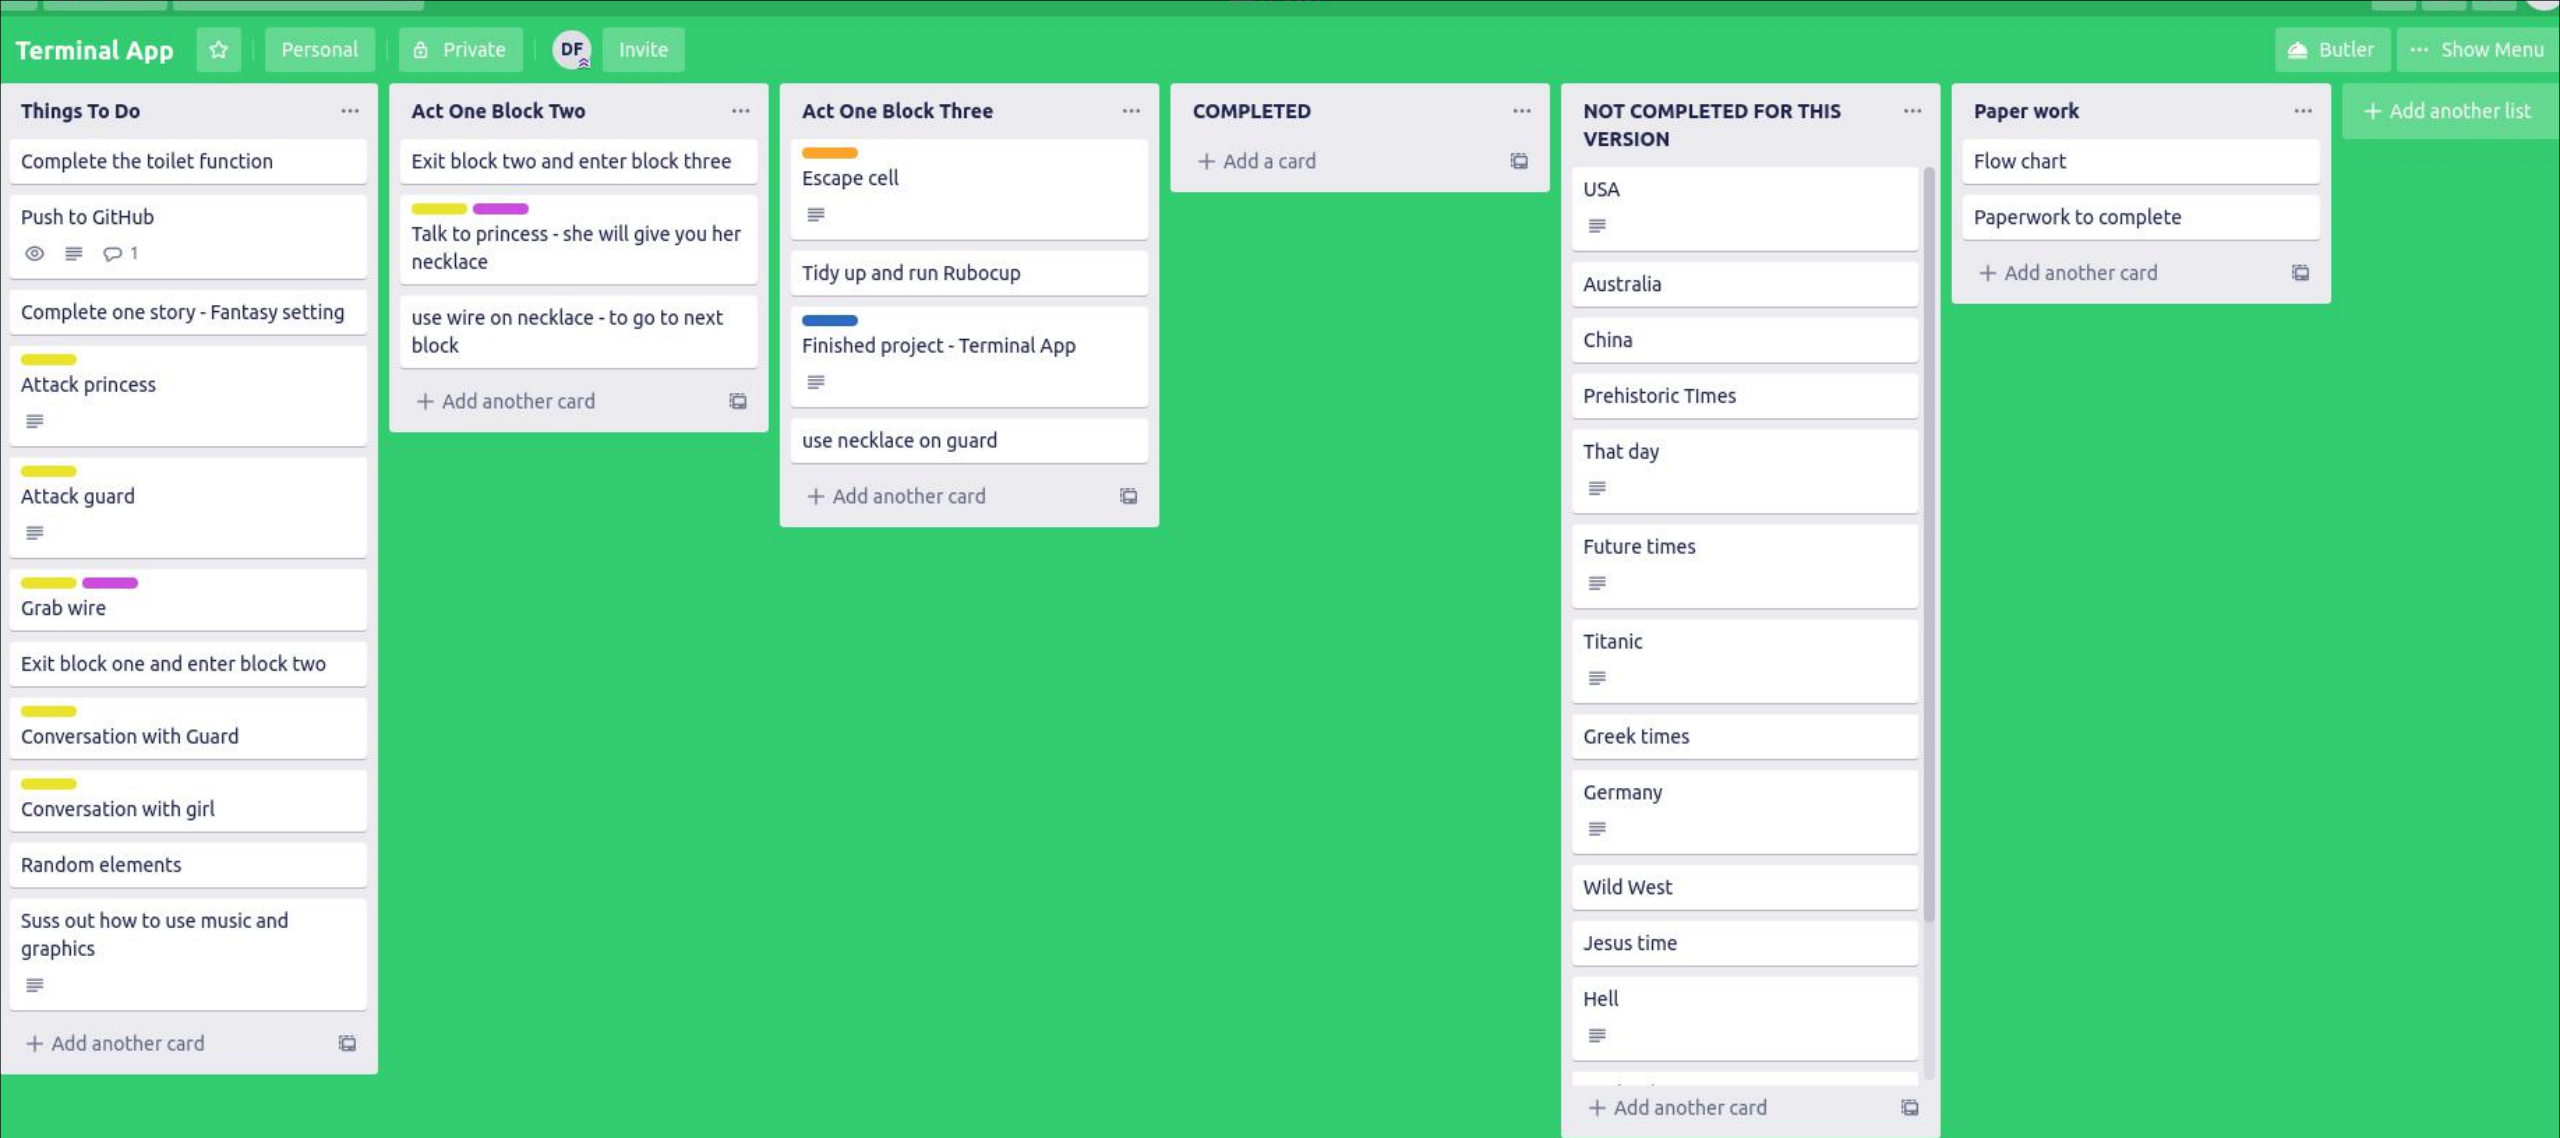 Terminal App
Personal
Private
DF
Invite
Butler
Show Menu
Things To Do
Complete the toilet function
Push to GitHub
1
Complete one story - Fantasy setting
Attack princess
Attack guard
Grab wire
Exit block one and enter block two
Conversation with Guard
Conversation with girl
Random elements
Suss out how to use music and
graphics
+ Add another card
Act One Block Two
Exit block two and enter block three
Talk to princess - she will give you her
necklace
use wire on necklace - to go to next
block
+ Add another card
Act One Block Three
Escape cell
Tidy up and run Rubocup
Finished project - Terminal App
use necklace on guard
+ Add another card
COMPLETED
+ Add a card
NOT COMPLETED FOR THIS
VERSION
USA
Australia
China
Prehistoric TImes
That day
Future times
Titanic
Greek times
Germany
Wild West
Jesus time
Hell
+ Add another card
Paper work
Flow chart
Paperwork to complete
+ Add another card
+ Add another list